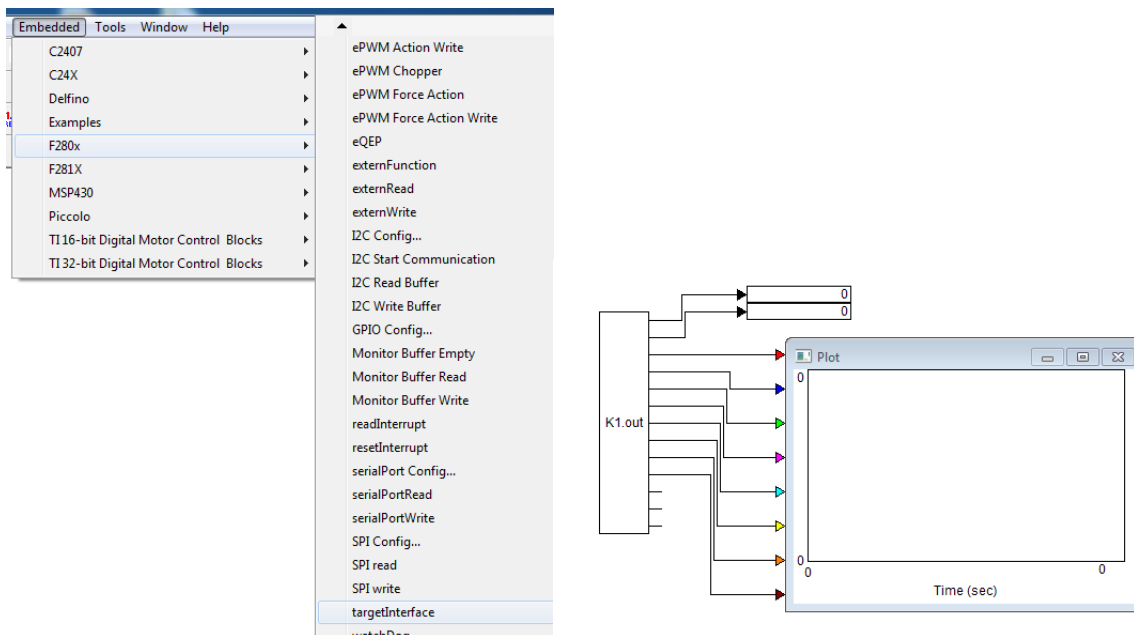 Embedded Tools Window Help
C2407
C24X
Delfino
Examples
F280x
F281X
MSP430
Piccolo
TI 16-bit Digital Motor Control Blocks
TI 32-bit Digital Motor Control Blocks
ePWM Action Write
ePWM Chopper
ePWM Force Action
ePWM Force Action Write
eQEP
externFunction
externRead
externWrite
I2C Config...
I2C Start Communication
I2C Read Buffer
I2C Write Buffer
GPIO Config...
Monitor Buffer Empty
Monitor Buffer Read
Monitor Buffer Write
readInterrupt
resetInterrupt
serialPort Config...
serialPortRead
serialPortWrite
SPI Config...
SPI read
SPI write
targetInterface
K1.out
0
0
Plot
0
0
0
0
Time (sec)